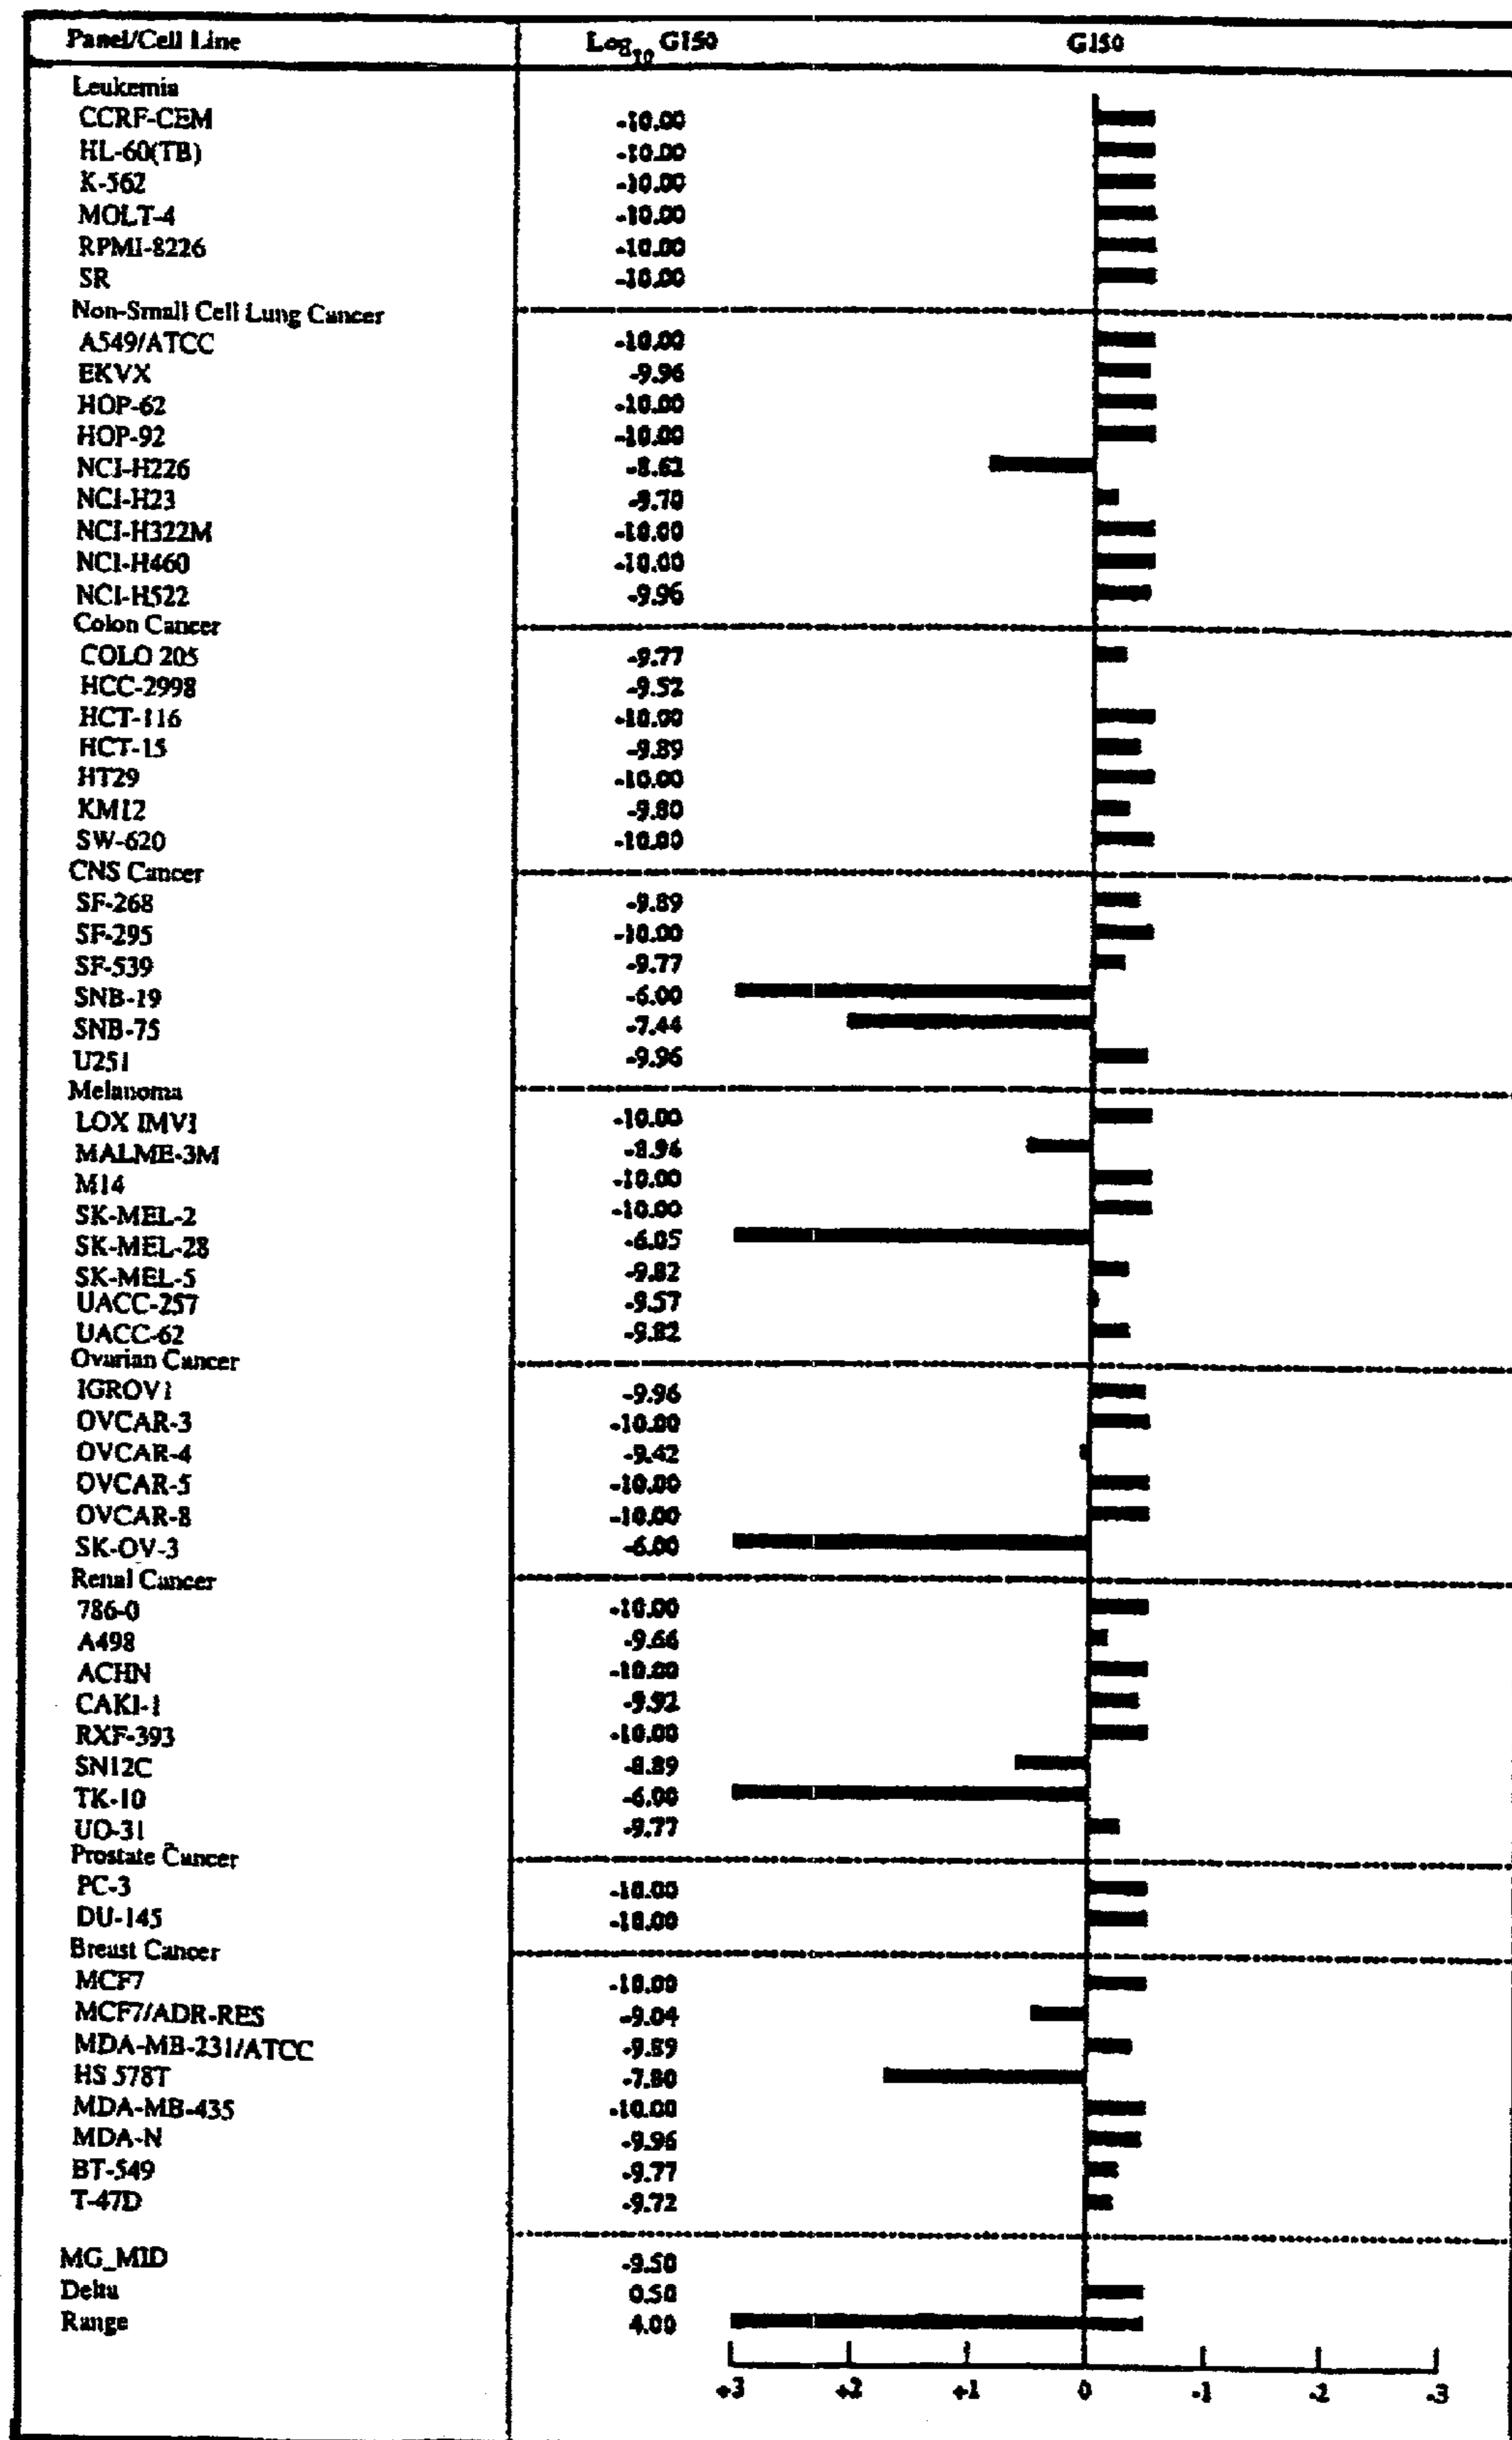 Panel/Cell Line Log10 GI50 GI50
Leukemia
CCRF-CEM -10.00
HL-60(TB) -10.00
K-562 -10.00
MOLT-4 -10.00
RPMI-8226 -10.00
SR -10.00
Non-Small Cell Lung Cancer
A549/ATCC -10.00
EKVX -9.96
HOP-62 -10.00
HOP-92 -10.00
NCI-H226 -8.62
NCI-H23 -9.70
NCI-H322M -10.00
NCI-H460 -10.00
NCI-H522 -9.96
Colon Cancer
COLO 205 -9.77
HCC-2998 -9.52
HCT-116 -10.00
HCT-15 -9.89
HT29 -10.00
KM12 -9.80
SW-620 -10.00
CNS Cancer
SF-268 -9.89
SF-295 -10.00
SF-539 -9.77
SNB-19 -6.00
SNB-75 -7.44
U251 -9.96
Melanoma
LOX IMVI -10.00
MALME-3M -8.96
M14 -10.00
SK-MEL-2 -10.00
SK-MEL-28 -6.05
SK-MEL-5 -9.82
UACC-257 -9.57
UACC-62 -9.82
Ovarian Cancer
IGROV1 -9.96
OVCAR-3 -10.00
OVCAR-4 -9.42
OVCAR-5 -10.00
OVCAR-8 -10.00
SK-OV-3 -6.00
Renal Cancer
786-0 -10.00
A498 -9.66
ACHN -10.00
CAKI-1 -9.92
RXF-393 -10.00
SN12C -8.89
TK-10 -6.00
UO-31 -9.77
Prostate Cancer
PC-3 -10.00
DU-145 -10.00
Breast Cancer
MCF7 -10.00
MCF7/ADR-RES -9.04
MDA-MB-231/ATCC -9.89
HS 578T -7.80
MDA-MB-435 -10.00
MDA-N -9.96
BT-549 -9.77
T-47D -9.72
MG_MID -9.50
Delta 0.50
Range 4.00
+3 +2 +1 0 -1 -2 -3